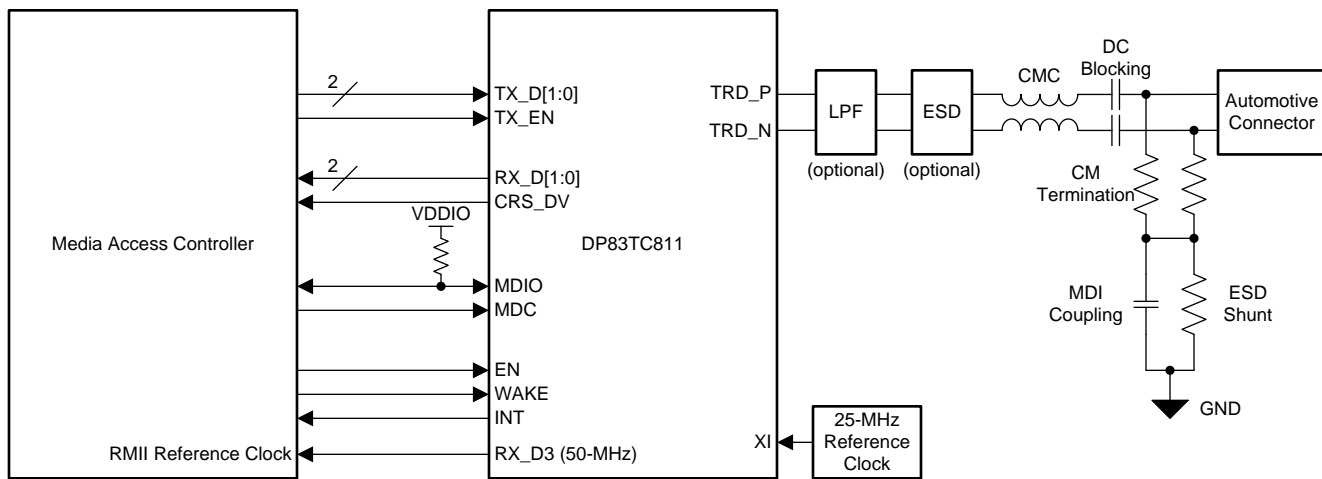 Media Access Controller
RMII Reference Clock
2
2
VDDIO
TX_D[1:0]
TX_EN
RX_D[1:0]
CRS_DV
MDIO
MDC
EN
WAKE
INT
RX_D3 (50-MHz)
DP83TC811
TRD_P
TRD_N
XI
25-MHz
Reference
Clock
LPF
(optional)
ESD
(optional)
CMC
DC
Blocking
Automotive
Connector
CM
Termination
MDI
Coupling
ESD
Shunt
GND